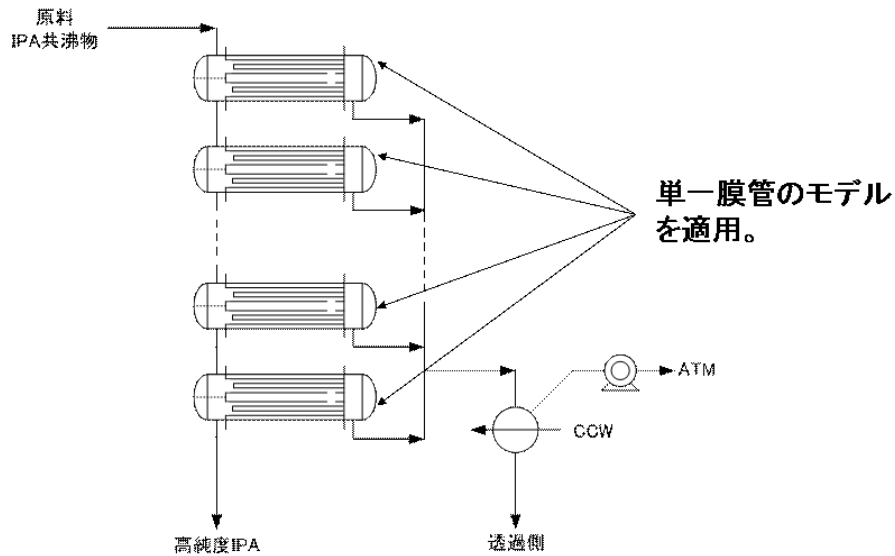 原料
IPA共沸物
単一膜管のモデル
を適用。
ATM
CCW
高純度IPA
透過側